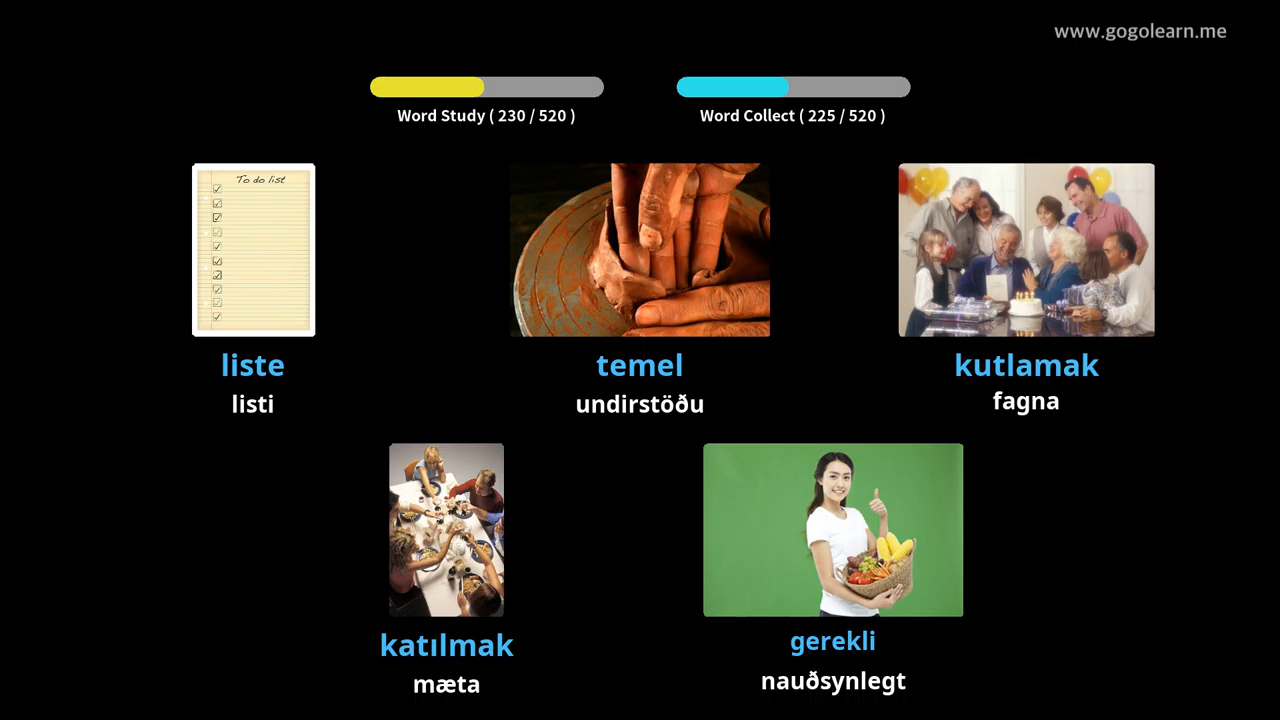 www.gogolearn.me
Word Study ( 230 / 520 )
Word Collect ( 225 / 520 )
To do list
liste
listi
temel
undirstöðu
kutlamak
fagna
katılmak
mæta
gerekli
nauðsynlegt